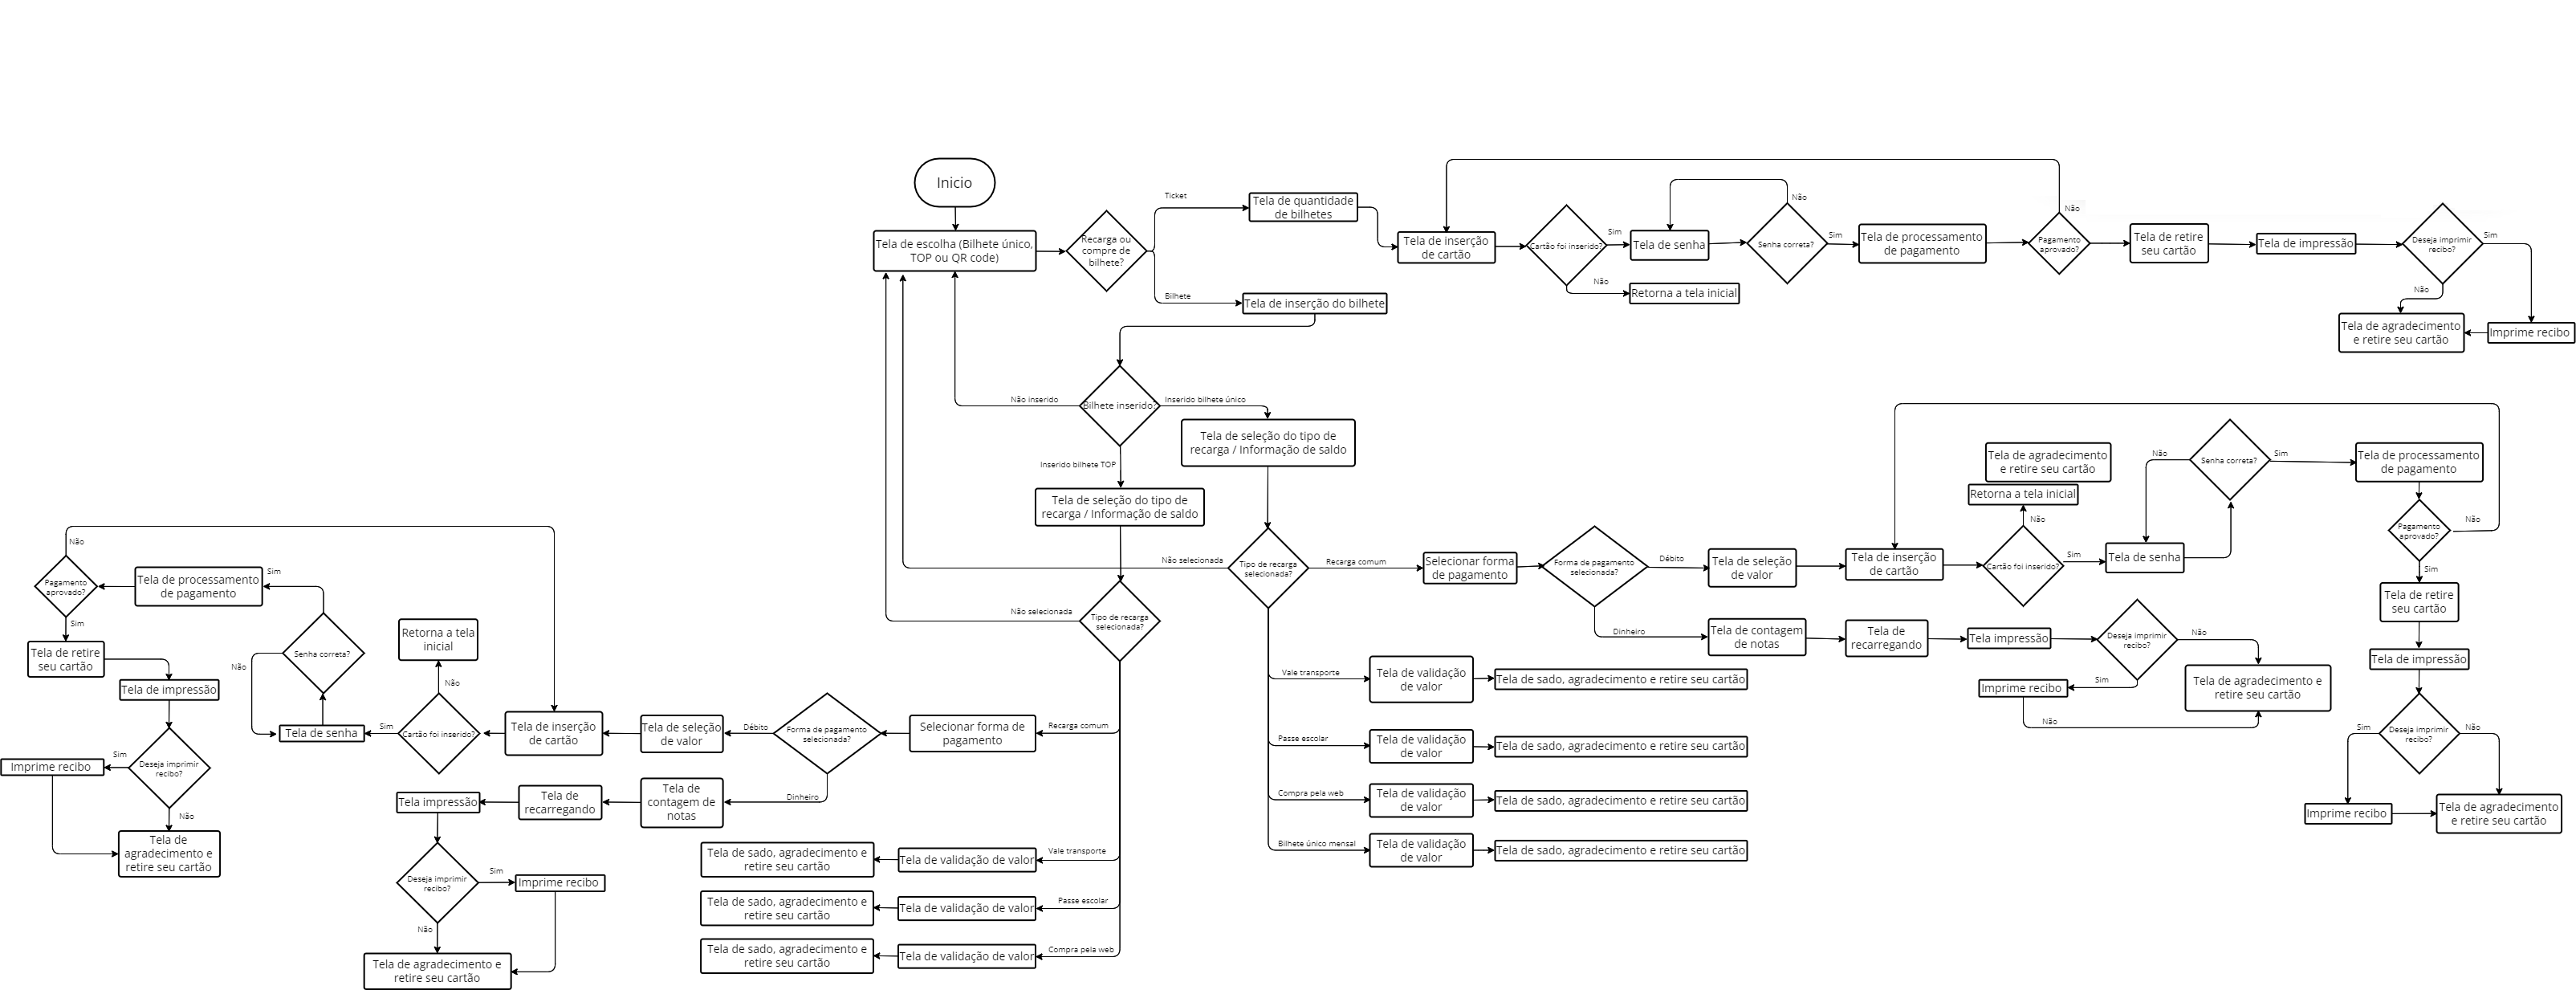 Inicio
Tela de escolha (Bilhete único,
TOP ou QR code)
Recarga ou
compre de
bilhete?
Ticket
Tela de quantidade
de bilhetes
Tela de inserção
de cartão
Cartão foi inserido?
Sim
Não
Retorna a tela inicial
Tela de senha
Senha correta?
Não
Sim
Tela de processamento
de pagamento
Pagamento
aprovado?
Não
Tela de retire
seu cartão
Tela de impressão
Deseja imprimir
recibo?
Sim
Não
Tela de agradecimento
e retire seu cartão
Imprime recibo
Bilhete
Tela de inserção do bilhete
Bilhete inserido?
Não inserido
Inserido bilhete único
Inserido bilhete TOP
Tela de seleção do tipo de
recarga / Informação de saldo
Tipo de recarga
selecionada?
Não selecionada
Recarga comum
Selecionar forma
de pagamento
Forma de pagamento
selecionada?
Débito
Tela de seleção
de valor
Tela de inserção
de cartão
Cartão foi inserido?
Não
Retorna a tela inicial
Tela de agradecimento
e retire seu cartão
Sim
Tela de senha
Senha correta?
Não
Sim
Tela de processamento
de pagamento
Pagamento
aprovado?
Não
Sim
Tela de retire
seu cartão
Tela de impressão
Deseja imprimir
recibo?
Sim
Não
Imprime recibo
Tela de agradecimento
e retire seu cartão
Dinheiro
Tela de contagem
de notas
Tela de
recarregando
Tela impressão
Deseja imprimir
recibo?
Não
Sim
Imprime recibo
Não
Tela de agradecimento e
retire seu cartão
Vale transporte
Tela de validação
de valor
Tela de sado, agradecimento e retire seu cartão
Passe escolar
Tela de validação
de valor
Tela de sado, agradecimento e retire seu cartão
Compra pela web
Tela de validação
de valor
Tela de sado, agradecimento e retire seu cartão
Bilhete único mensal
Tela de validação
de valor
Tela de sado, agradecimento e retire seu cartão
Tela de seleção do tipo de
recarga / Informação de saldo
Tipo de recarga
selecionada?
Não selecionada
Recarga comum
Selecionar forma de
pagamento
Forma de pagamento
selecionada?
Débito
Tela de seleção
de valor
Tela de inserção
de cartão
Cartão foi inserido?
Não
Retorna a tela
inicial
Sim
Tela de senha
Senha correta?
Não
Sim
Tela de processamento
de pagamento
Pagamento
aprovado?
Não
Sim
Tela de retire
seu cartão
Tela de impressão
Deseja imprimir
recibo?
Sim
Imprime recibo
Não
Tela de
agradecimento e
retire seu cartão
Dinheiro
Tela de
contagem de
notas
Tela de
recarregando
Tela impressão
Deseja imprimir
recibo?
Sim
Imprime recibo
Não
Tela de agradecimento e
retire seu cartão
Vale transporte
Tela de validação de valor
Tela de sado, agradecimento e
retire seu cartão
Passe escolar
Tela de validação de valor
Tela de sado, agradecimento e
retire seu cartão
Compra pela web
Tela de validação de valor
Tela de sado, agradecimento e
retire seu cartão